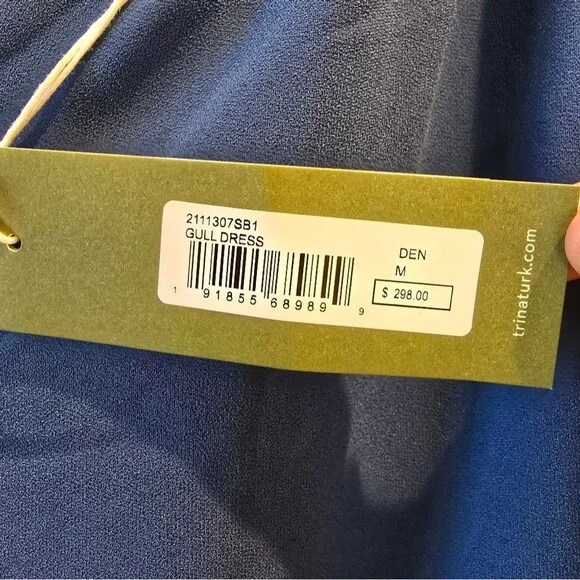 2111307SB1
GULL DRESS
DEN
M
$ 298.00
1 91855 68989 9
trinaturk.com